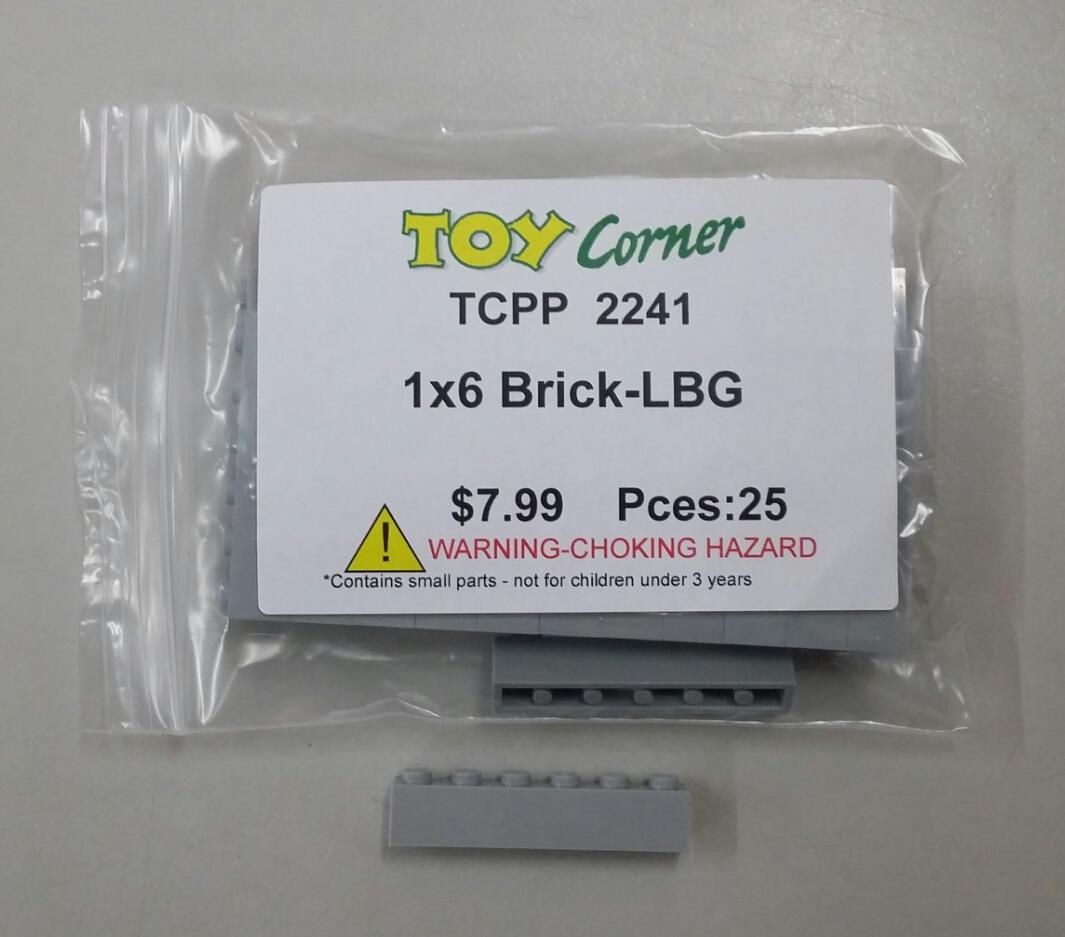 TOY Corner
TCPP 2241
1x6 Brick-LBG
$7.99 Pces:25
! WARNING-CHOKING HAZARD
*Contains small parts - not for children under 3 years